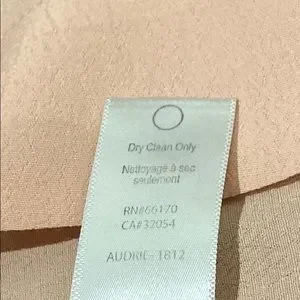 Dry Clean Only
Nettoyage à sec
seulement
RN#66170
CA#32054
AUDRIE-1812